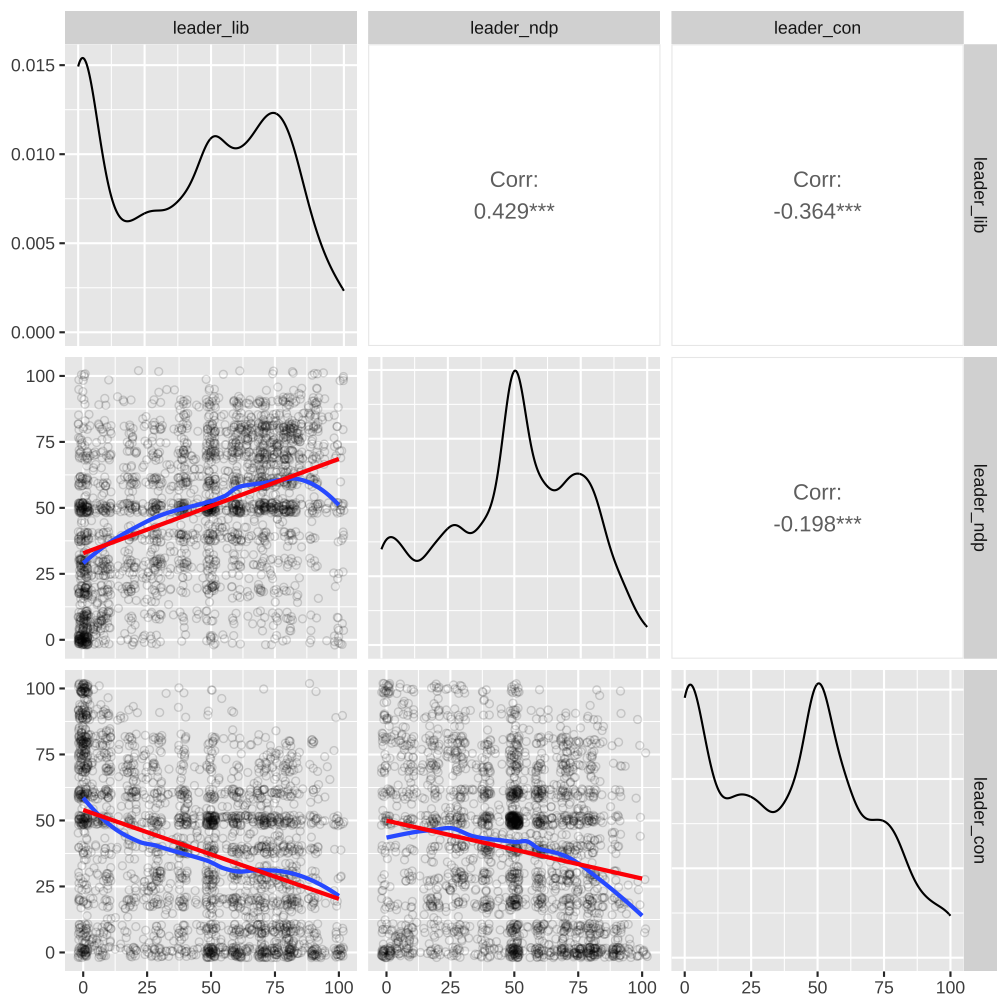 leader_lib leader_ndp leader_con
0.015
0.010
0.005
0.000
Corr:
0.429***
Corr:
-0.364***
leader_lib
100
75
50
25
0
Corr:
-0.198***
leader_ndp
100
75
50
25
0
leader_con
0 25 50 75 100 0 25 50 75 100 0 25 50 75 100